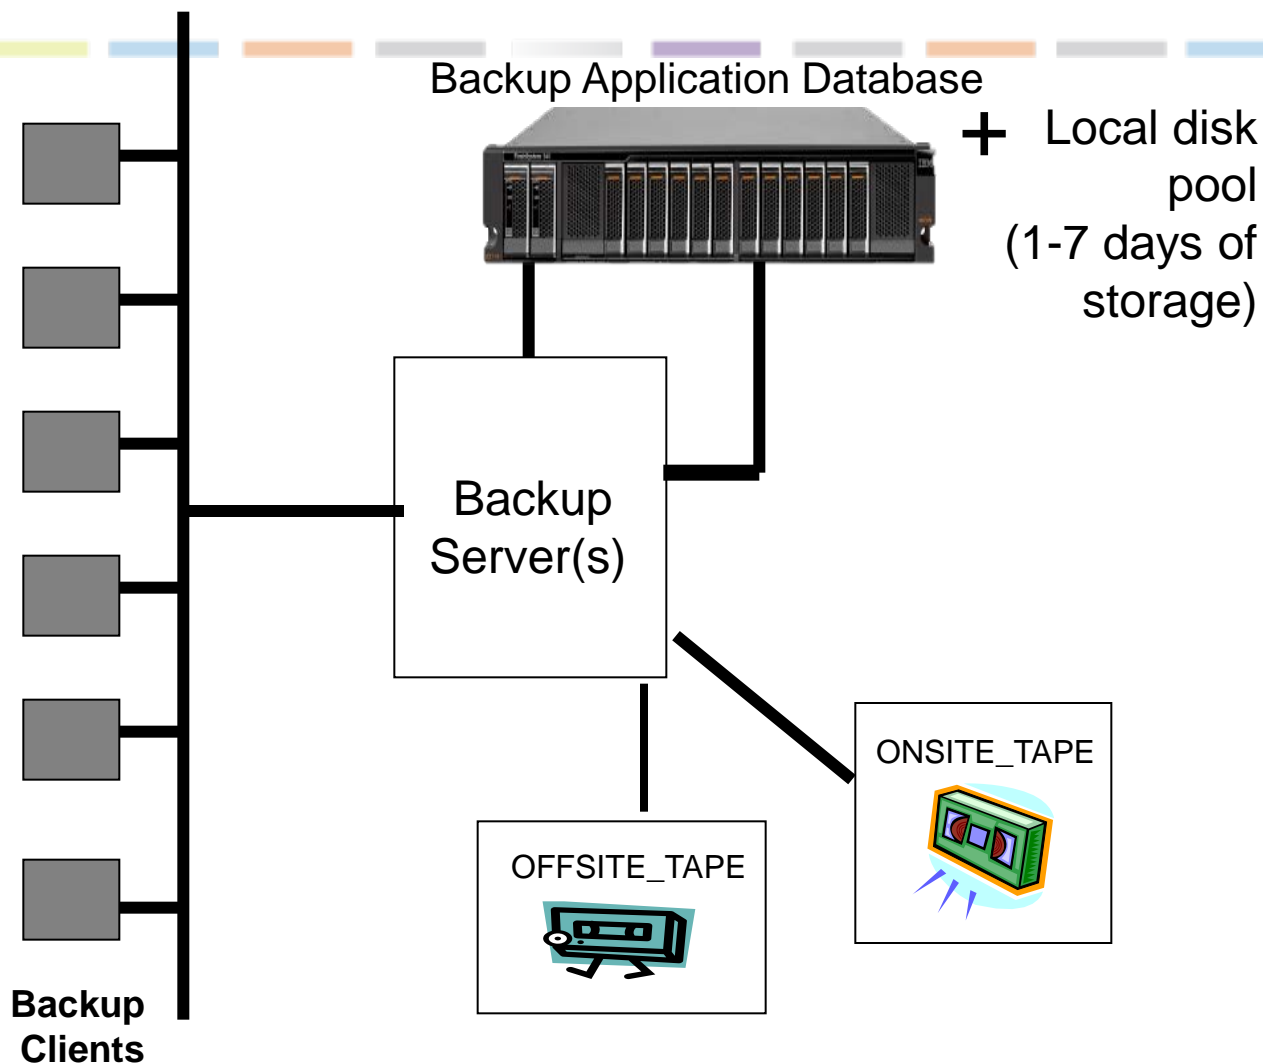 Backup Application Database
+ Local disk
pool
(1-7 days of
storage)
Backup
Server(s)
ONSITE_TAPE
OFFSITE_TAPE
Backup
Clients